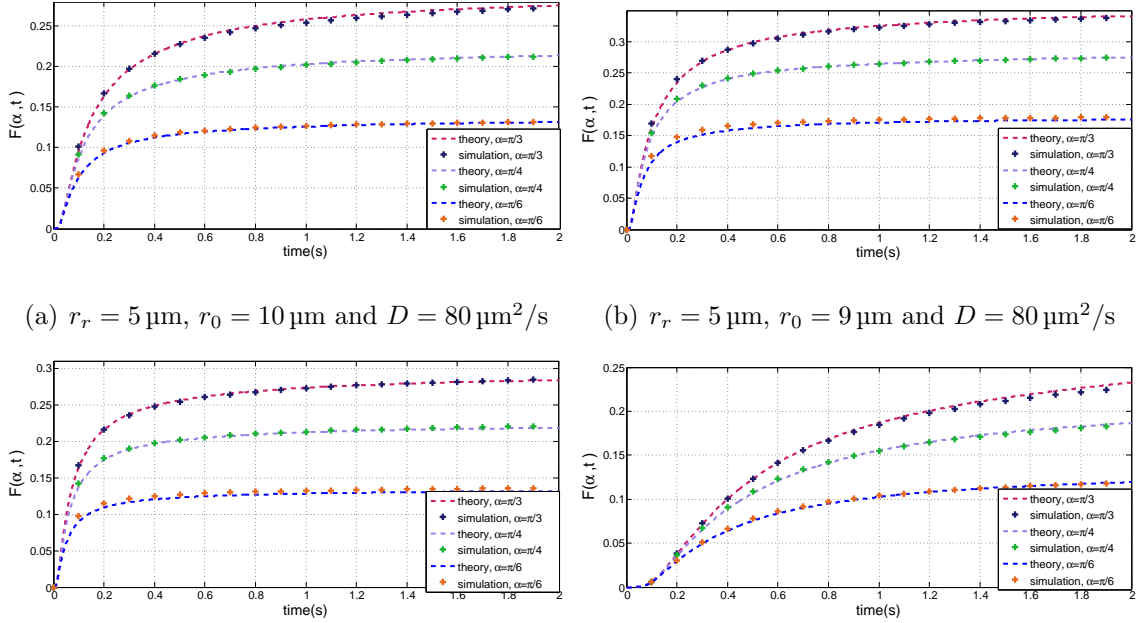 0.25
0.2
0.15
0.1
0.05
0
F(α,t)
0 0.2 0.4 0.6 0.8 1 1.2 1.4 1.6 1.8 2
time(s)
theory, α=π/3
simulation, α=π/3
theory, α=π/4
simulation, α=π/4
theory, α=π/6
simulation, α=π/6
0.3
0.25
0.2
0.15
0.1
0.05
0
F(α,t)
0 0.2 0.4 0.6 0.8 1 1.2 1.4 1.6 1.8 2
time(s)
theory, α=π/3
simulation, α=π/3
theory, α=π/4
simulation, α=π/4
theory, α=π/6
simulation, α=π/6
(a) r_r = 5 µm, r_0 = 10 µm and D = 80 µm²/s
(b) r_r = 5 µm, r_0 = 9 µm and D = 80 µm²/s
0.3
0.25
0.2
0.15
0.1
0.05
0
F(α,t)
0 0.2 0.4 0.6 0.8 1 1.2 1.4 1.6 1.8 2
time(s)
theory, α=π/3
simulation, α=π/3
theory, α=π/4
simulation, α=π/4
theory, α=π/6
simulation, α=π/6
0.25
0.2
0.15
0.1
0.05
0
F(α,t)
0 0.2 0.4 0.6 0.8 1 1.2 1.4 1.6 1.8 2
time(s)
theory, α=π/3
simulation, α=π/3
theory, α=π/4
simulation, α=π/4
theory, α=π/6
simulation, α=π/6